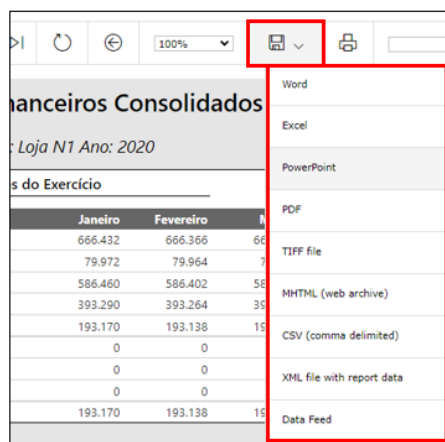 100%
Word
Excel
PowerPoint
PDF
TIFF file
MHTML (web archive)
CSV (comma delimited)
XML file with report data
Data Feed
Consolidados
: Loja N1 Ano: 2020
s do Exercício
Janeiro Fevereiro
666.432 666.366
79.972 79.964
586.460 586.402
393.290 393.264
193.170 193.138
0 0
0 0
0 0
193.170 193.138